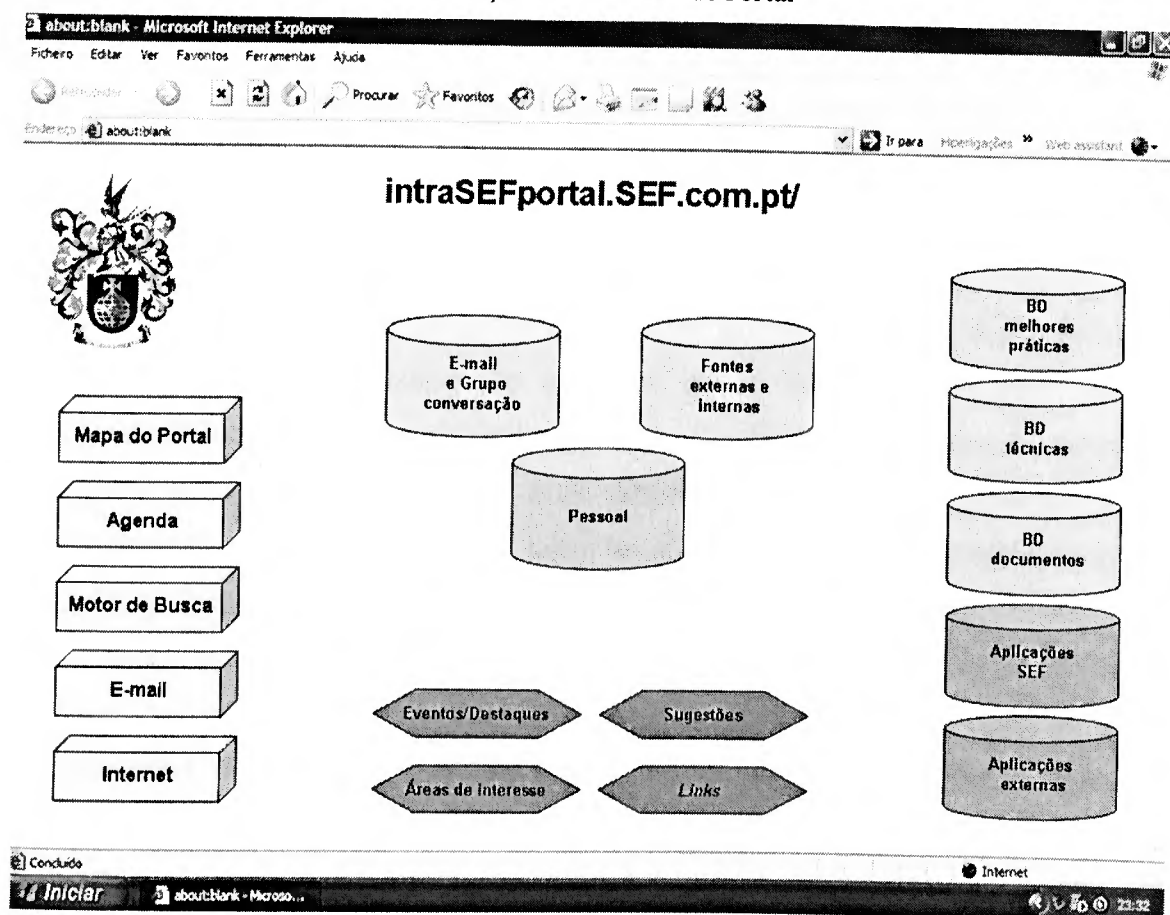 Portal
about:blank - Microsoft Internet Explorer
Ficheiro Editar Ver Favoritos Ferramentas Ajuda
Retroceder Procurar Favoritos
Endereço about:blank Ir para Hiperligações » Web assistant
intraSEFportal.SEF.com.pt/
E-mail
e Grupo
conversação
Fontes
externas e
Internas
Pessoal
BD
melhores
práticas
BD
técnicas
BD
documentos
Aplicações
SEF
Aplicações
externas
Mapa do Portal
Agenda
Motor de Busca
E-mail
Internet
Eventos/Destaques
Sugestões
Áreas de Interesse
Links
Concluído
Internet
Iniciar
about:blank - Microso...
23:32